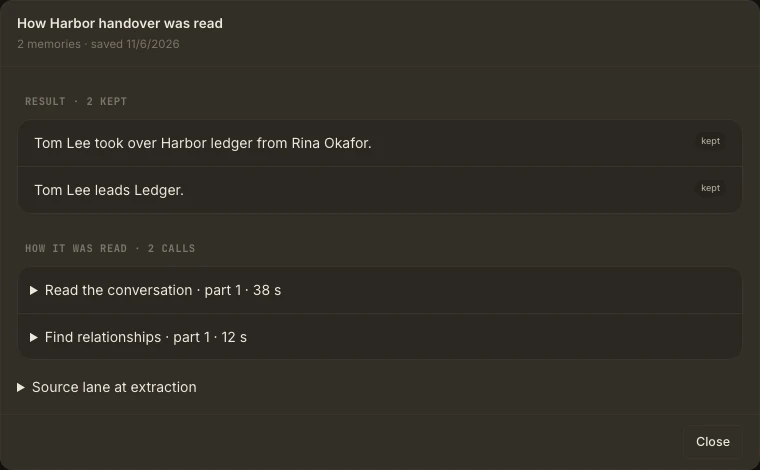 How Harbor handover was read
2 memories · saved 11/6/2026
RESULT · 2 KEPT
Tom Lee took over Harbor ledger from Rina Okafor.
kept
Tom Lee leads Ledger.
kept
HOW IT WAS READ · 2 CALLS
Read the conversation · part 1 · 38 s
Find relationships · part 1 · 12 s
Source lane at extraction
Close